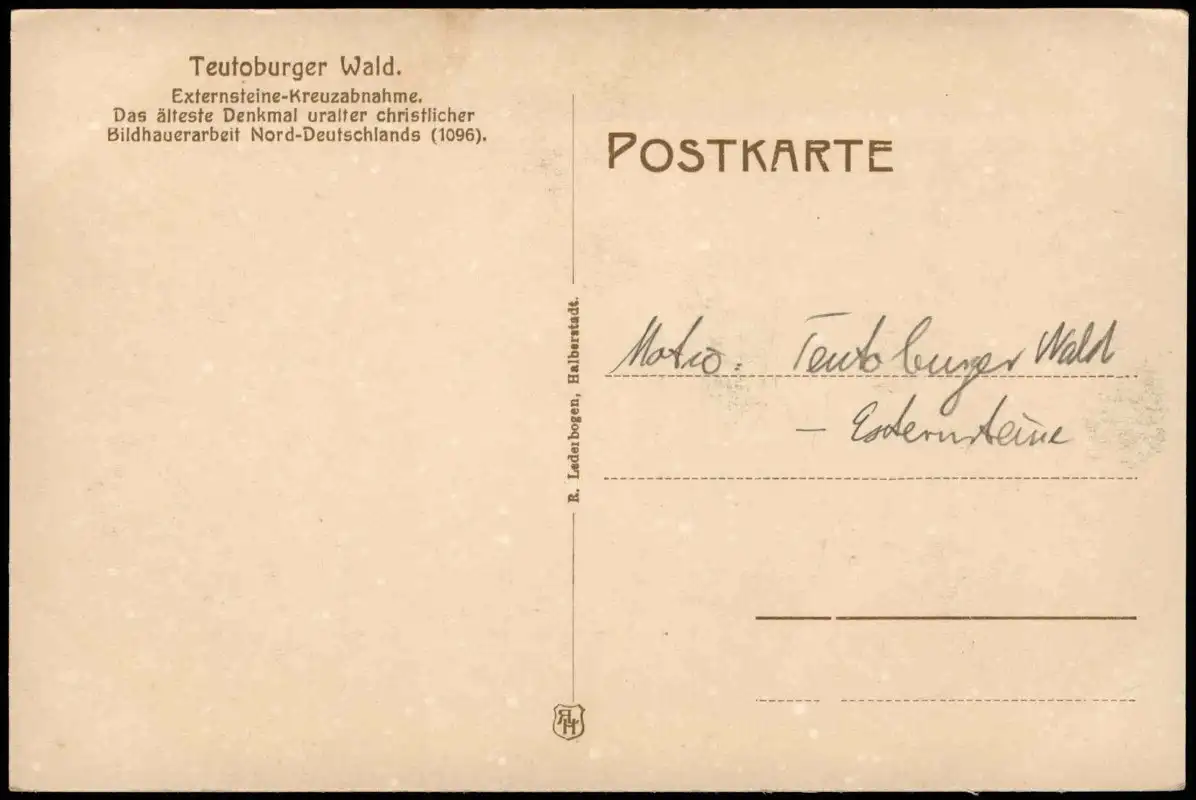 Teutoburger Wald.
Externsteine-Kreuzabnahme.
Das älteste Denkmal uralter christlicher
Bildhauerarbeit Nord-Deutschlands (1096).
R. Lederbogen, Halberstadt.
POSTKARTE
Motiv: Teutoburger Wald
– Externsteine
RLH